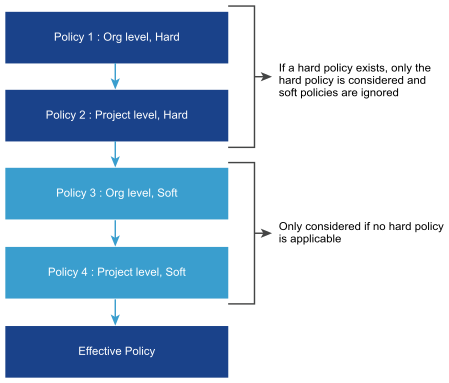 Policy 1 : Org level, Hard
If a hard policy exists, only the
hard policy is considered and
soft policies are ignored
Policy 2 : Project level, Hard
Policy 3 : Org level, Soft
Only considered if no hard policy
is applicable
Policy 4 : Project level, Soft
Effective Policy